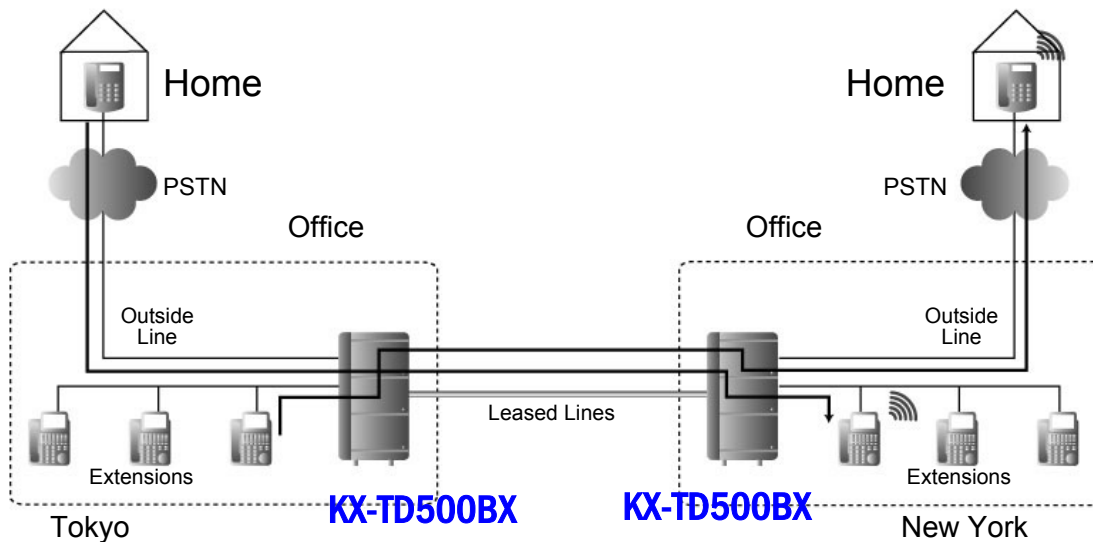 Home
Home
PSTN
PSTN
Office
Office
Outside
Line
Outside
Line
Leased Lines
Extensions
Extensions
KX-TD500BX
KX-TD500BX
Tokyo
New York